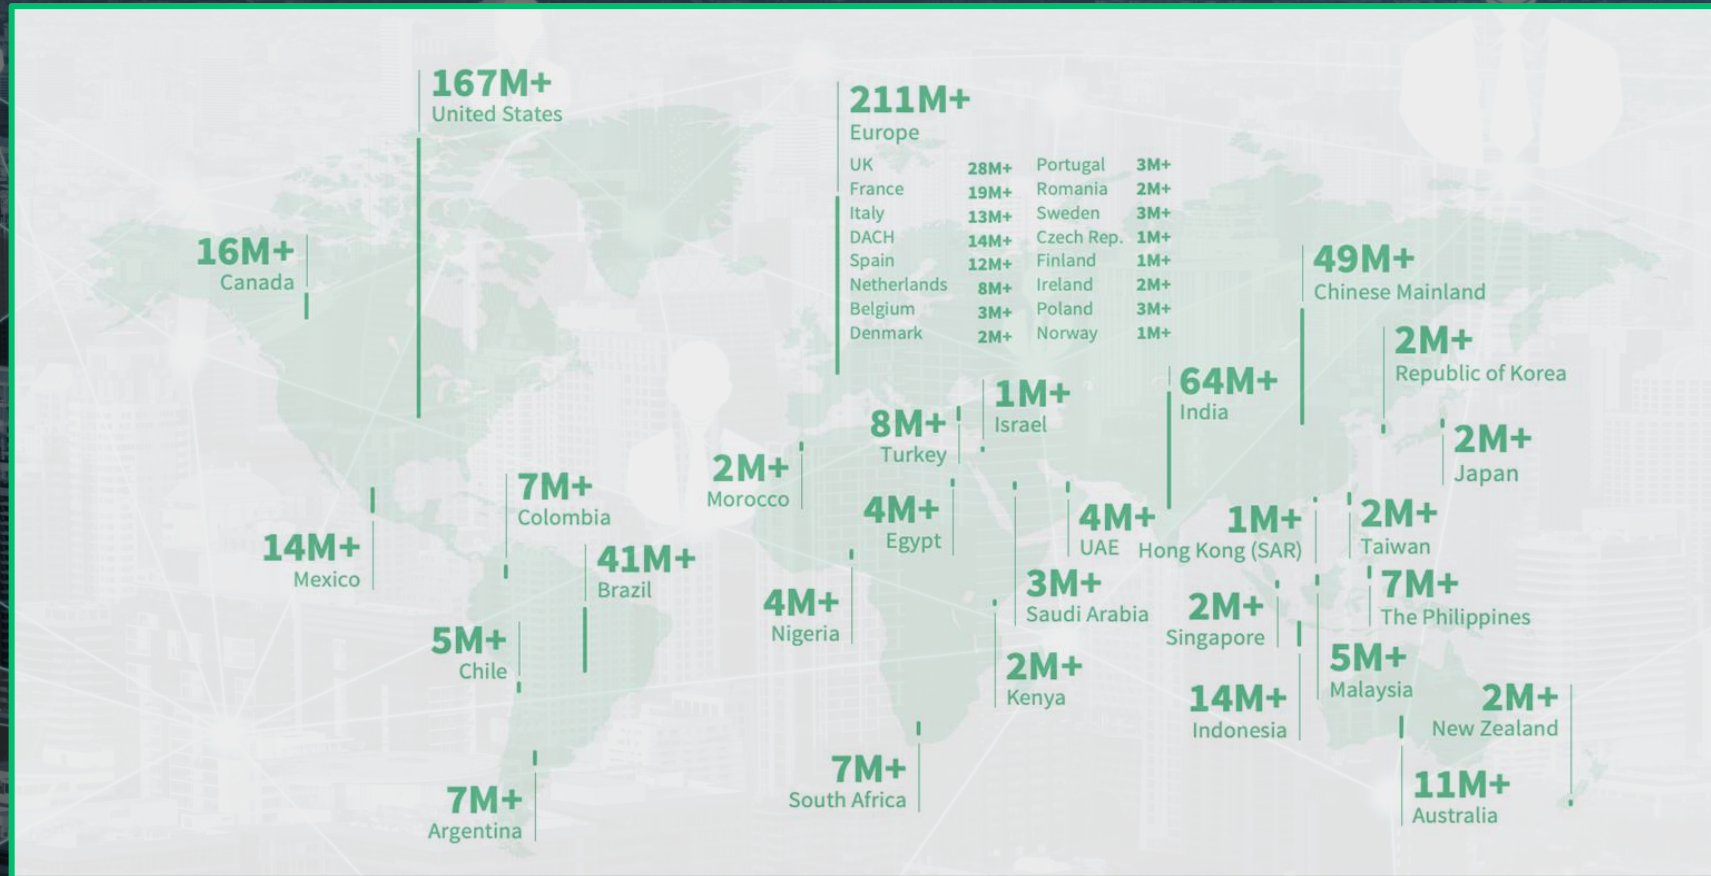 167M+
United States
211M+
Europe
UK 28M+ Portugal 3M+
France 19M+ Romania 2M+
Italy 13M+ Sweden 3M+
DACH 14M+ Czech Rep. 1M+
Spain 12M+ Finland 1M+
Netherlands 8M+ Ireland 2M+
Belgium 3M+ Poland 3M+
Denmark 2M+ Norway 1M+
16M+
Canada
49M+
Chinese Mainland
2M+
Republic of Korea
64M+
India
1M+
Israel
8M+
Turkey
2M+
Japan
2M+
Morocco
7M+
Colombia
4M+
Egypt
4M+
UAE
1M+
Hong Kong (SAR)
2M+
Taiwan
14M+
Mexico
41M+
Brazil
4M+
Nigeria
3M+
Saudi Arabia
2M+
Singapore
7M+
The Philippines
5M+
Chile
2M+
Kenya
5M+
Malaysia
14M+
Indonesia
2M+
New Zealand
7M+
South Africa
11M+
Australia
7M+
Argentina